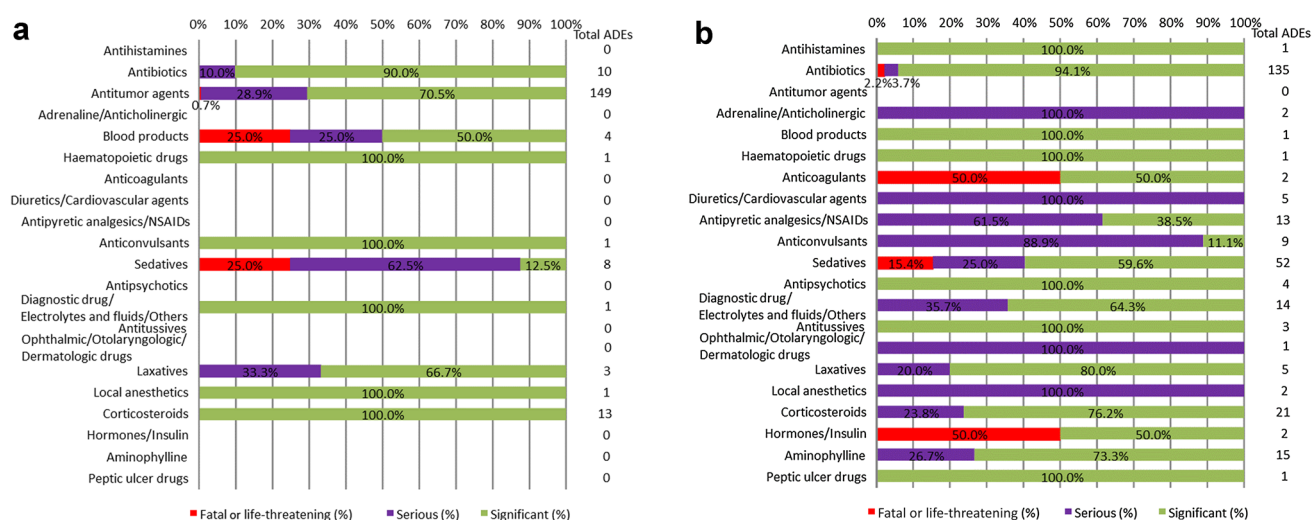 a
0% 10% 20% 30% 40% 50% 60% 70% 80% 90% 100%
Total ADEs
Antihistamines 0
Antibiotics 10.0% 90.0% 10
Antitumor agents 28.9% 70.5% 149
0.7%
Adrenaline/Anticholinergic 0
Blood products 25.0% 25.0% 50.0% 4
Haematopoietic drugs 100.0% 1
Anticoagulants 0
Diuretics/Cardiovascular agents 0
Antipyretic analgesics/NSAIDs 0
Anticonvulsants 100.0% 1
Sedatives 25.0% 62.5% 12.5% 8
Antipsychotics 0
Diagnostic drug/
Electrolytes and fluids/Others 100.0% 1
Antitussives 0
Ophthalmic/Otolaryngologic/
Dermatologic drugs 0
Laxatives 33.3% 66.7% 3
Local anesthetics 100.0% 1
Corticosteroids 100.0% 13
Hormones/Insulin 0
Aminophylline 0
Peptic ulcer drugs 0
Fatal or life-threatening (%) Serious (%) Significant (%)
b
0% 10% 20% 30% 40% 50% 60% 70% 80% 90% 100%
Total ADEs
Antihistamines 100.0% 1
Antibiotics 94.1% 135
2.2% 3.7%
Antitumor agents 0
Adrenaline/Anticholinergic 100.0% 2
Blood products 100.0% 1
Haematopoietic drugs 100.0% 1
Anticoagulants 50.0% 50.0% 2
Diuretics/Cardiovascular agents 100.0% 5
Antipyretic analgesics/NSAIDs 61.5% 38.5% 13
Anticonvulsants 88.9% 11.1% 9
Sedatives 15.4% 25.0% 59.6% 52
Antipsychotics 100.0% 4
Diagnostic drug/
Electrolytes and fluids/Others 35.7% 64.3% 14
Antitussives 100.0% 3
Ophthalmic/Otolaryngologic/
Dermatologic drugs 100.0% 1
Laxatives 20.0% 80.0% 5
Local anesthetics 100.0% 2
Corticosteroids 23.8% 76.2% 21
Hormones/Insulin 50.0% 50.0% 2
Aminophylline 26.7% 73.3% 15
Peptic ulcer drugs 100.0% 1
Fatal or life-threatening (%) Serious (%) Significant (%)